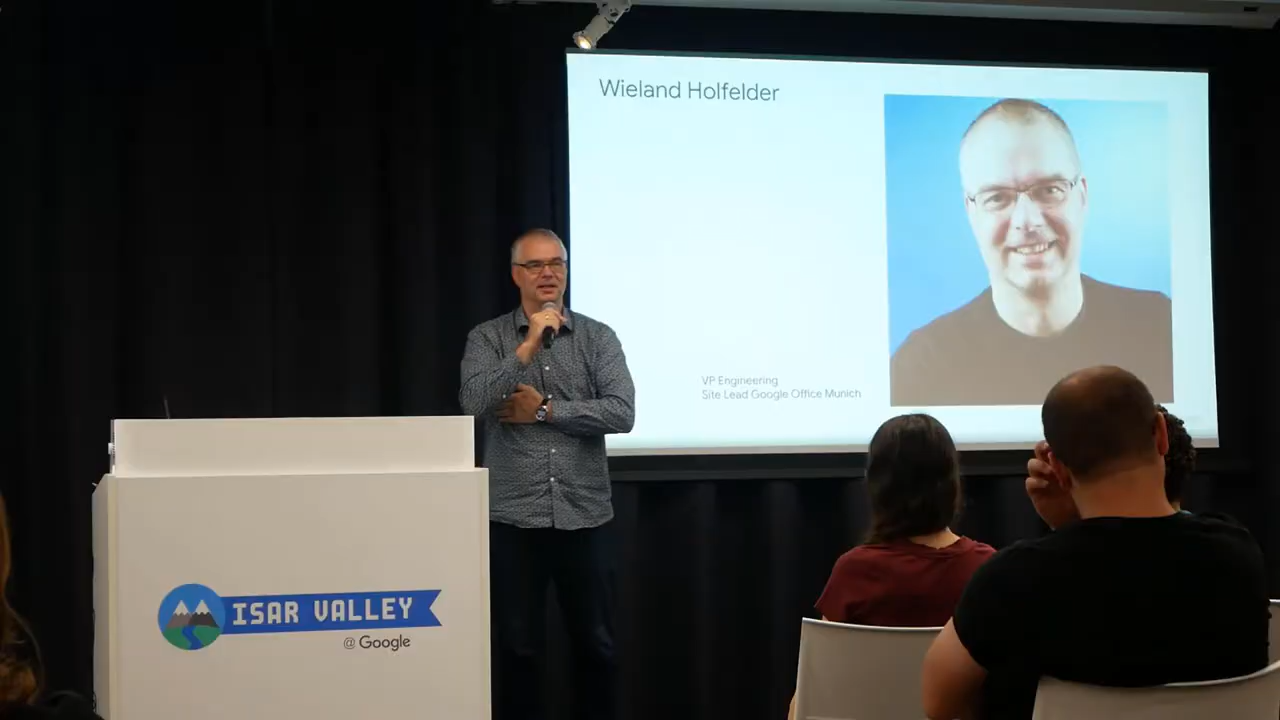 Wieland Holfelder
VP Engineering
Site Lead Google Office Munich
ISAR VALLEY
@ Google